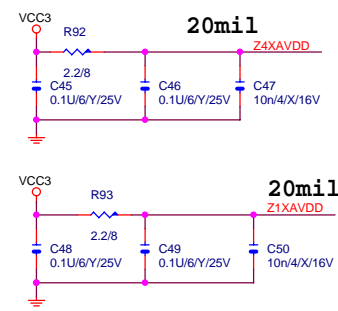 VCC3
R92
20mil
Z4XAVDD
2.2/8
C45
0.1U/6/Y/25V
C46
0.1U/6/Y/25V
C47
10n/4/X/16V
VCC3
R93
20mil
Z1XAVDD
2.2/8
C48
0.1U/6/Y/25V
C49
0.1U/6/Y/25V
C50
10n/4/X/16V